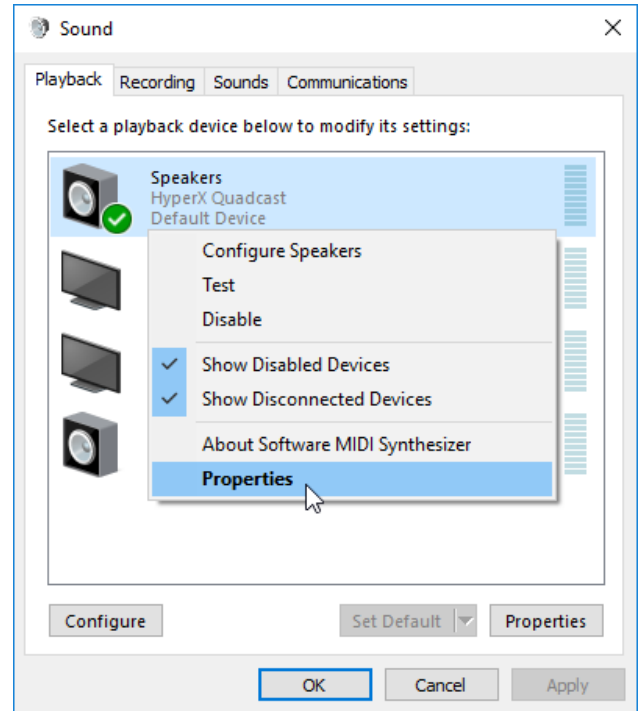 Sound
Playback Recording Sounds Communications
Select a playback device below to modify its settings:
Speakers
HyperX Quadcast
Default Device
Configure Speakers
Test
Disable
Show Disabled Devices
Show Disconnected Devices
About Software MIDI Synthesizer
Properties
Configure Set Default Properties
OK Cancel Apply